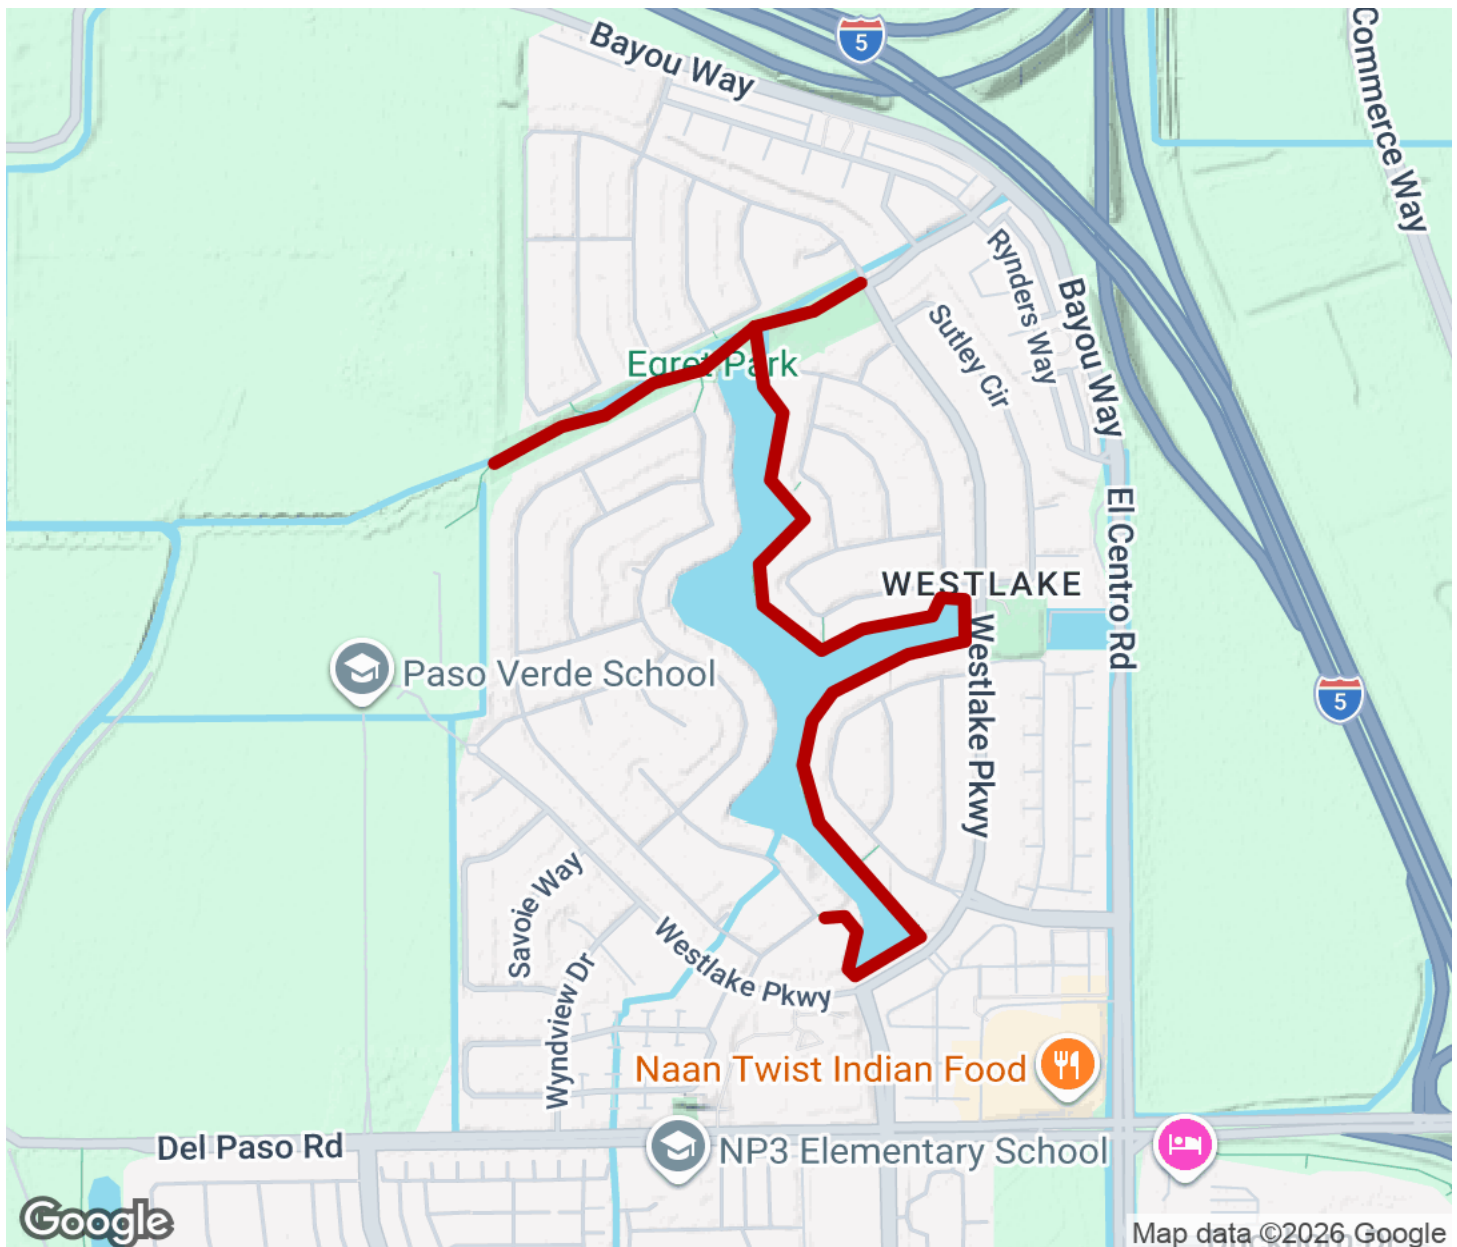 Bayou Way
5
Commerce Way
Rynders Way
Bayou Way
Sutley Cir
Egret Park
El Centro Rd
WESTLAKE
Paso Verde School
Westlake Pkwy
5
Savoie Way
Westlake Pkwy
Wyndview Dr
Naan Twist Indian Food
Del Paso Rd
NP3 Elementary School
Google
Map data ©2026 Google